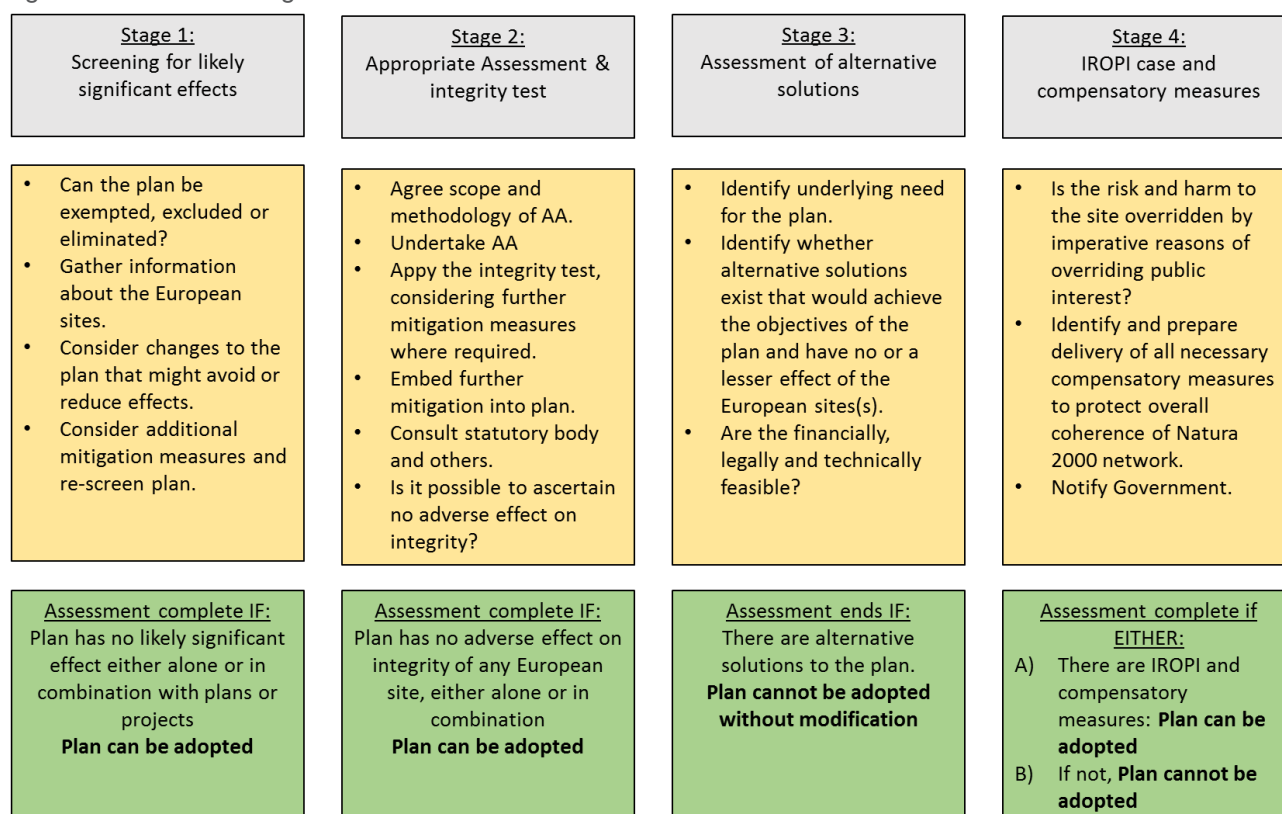 Stage 1:
Screening for likely
significant effects
Stage 2:
Appropriate Assessment &
integrity test
Stage 3:
Assessment of alternative
solutions
Stage 4:
IROPI case and
compensatory measures
• Can the plan be
exempted, excluded or
eliminated?
• Gather information
about the European
sites.
• Consider changes to the
plan that might avoid or
reduce effects.
• Consider additional
mitigation measures and
re-screen plan.
• Agree scope and
methodology of AA.
• Undertake AA
• Appy the integrity test,
considering further
mitigation measures
where required.
• Embed further
mitigation into plan.
• Consult statutory body
and others.
• Is it possible to ascertain
no adverse effect on
integrity?
• Identify underlying need
for the plan.
• Identify whether
alternative solutions
exist that would achieve
the objectives of the
plan and have no or a
lesser effect of the
European sites(s).
• Are the financially,
legally and technically
feasible?
• Is the risk and harm to
the site overridden by
imperative reasons of
overriding public
interest?
• Identify and prepare
delivery of all necessary
compensatory measures
to protect overall
coherence of Natura
2000 network.
• Notify Government.
Assessment complete IF:
Plan has no likely significant
effect either alone or in
combination with plans or
projects
Plan can be adopted
Assessment complete IF:
Plan has no adverse effect on
integrity of any European
site, either alone or in
combination
Plan can be adopted
Assessment ends IF:
There are alternative
solutions to the plan.
Plan cannot be adopted
without modification
Assessment complete if
EITHER:
A) There are IROPI and
compensatory
measures: Plan can be
adopted
B) If not, Plan cannot be
adopted